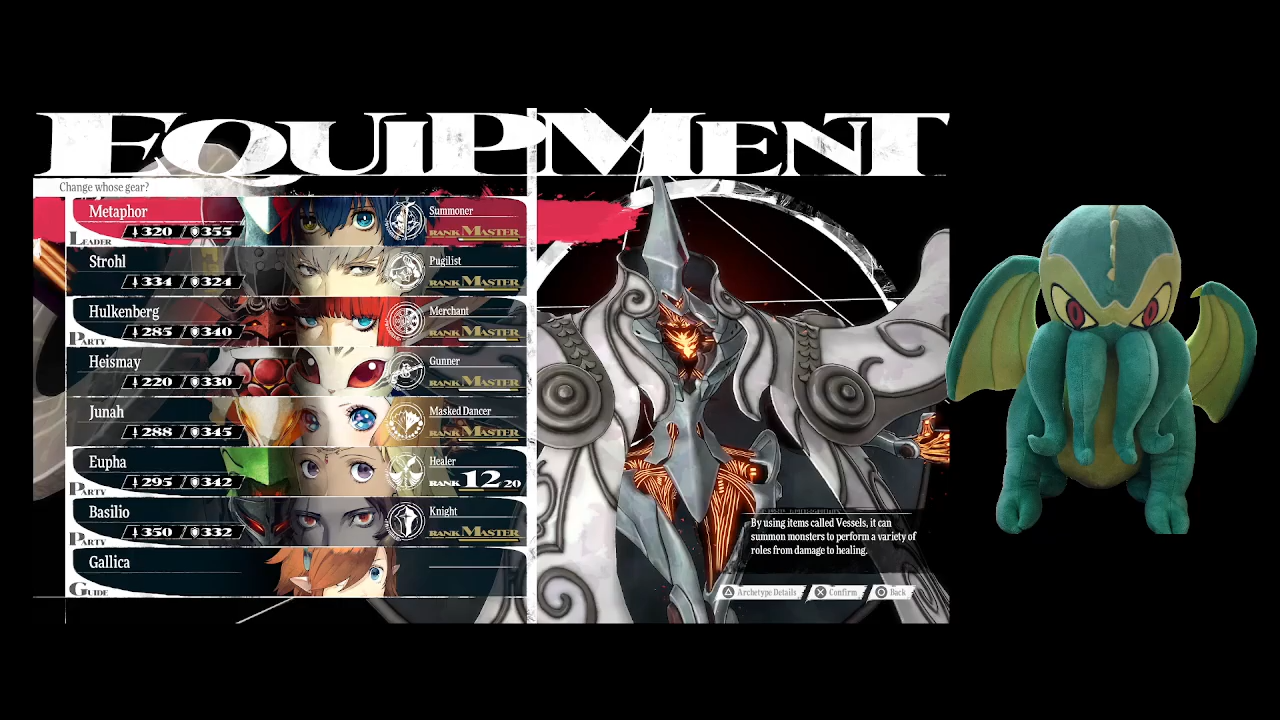 EQUIPMENT
Change whose gear?
Metaphor
320 / 355
LEADER
Summoner
RANK MASTER
Strohl
334 / 324
Pugilist
RANK MASTER
Hulkenberg
285 / 340
PARTY
Merchant
RANK MASTER
Heismay
220 / 330
Gunner
RANK MASTER
Junah
288 / 345
Masked Dancer
RANK MASTER
Eupha
295 / 342
PARTY
Healer
RANK 12 20
Basilio
350 / 332
PARTY
Knight
RANK MASTER
Gallica
GUIDE
By using items called Vessels, it can
summon monsters to perform a variety of
roles from damage to healing.
Archetype Details Confirm Back